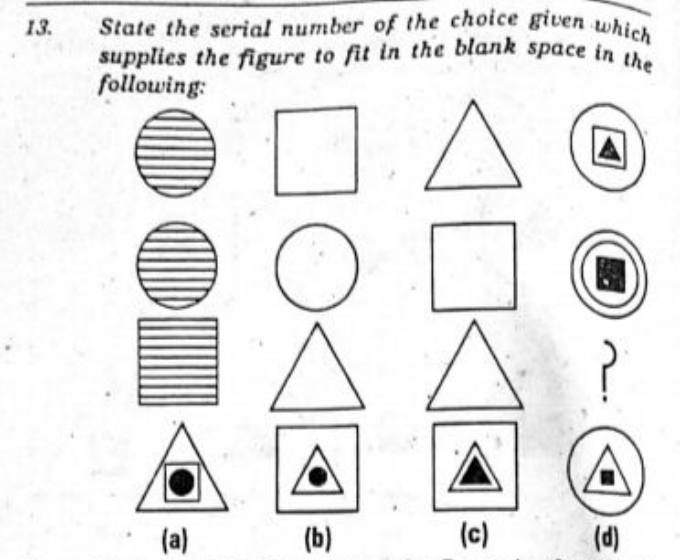 13. State the serial number of the choice given which
supplies the figure to fit in the blank space in the
following:
?
(a) (b) (c) (d)